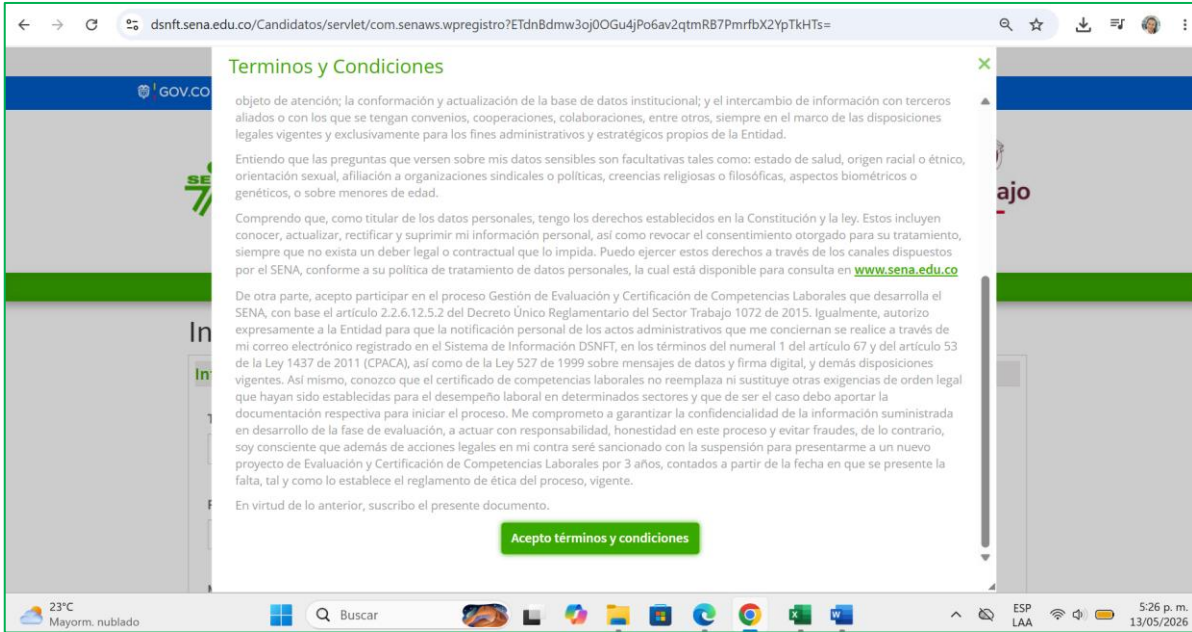 dsnft.sena.edu.co/Candidatos/servlet/com.senaws.wpregistro?ETdnBdmw3oj0OGu4jPo6av2qtmRB7PmrfbX2YpTkHTs=
Terminos y Condiciones
GOV.CO
objeto de atención; la conformación y actualización de la base de datos institucional; y el intercambio de información con terceros
aliados o con los que se tengan convenios, cooperaciones, colaboraciones, entre otros, siempre en el marco de las disposiciones
legales vigentes y exclusivamente para los fines administrativos y estratégicos propios de la Entidad.
Entiendo que las preguntas que versen sobre mis datos sensibles son facultativas tales como: estado de salud, origen racial o étnico,
orientación sexual, afiliación a organizaciones sindicales o políticas, creencias religiosas o filosóficas, aspectos biométricos o
genéticos, o sobre menores de edad.
SE
ajo
Comprendo que, como titular de los datos personales, tengo los derechos establecidos en la Constitución y la ley. Estos incluyen
conocer, actualizar, rectificar y suprimir mi información personal, así como revocar el consentimiento otorgado para su tratamiento,
siempre que no exista un deber legal o contractual que lo impida. Puedo ejercer estos derechos a través de los canales dispuestos
por el SENA, conforme a su política de tratamiento de datos personales, la cual está disponible para consulta en www.sena.edu.co
De otra parte, acepto participar en el proceso Gestión de Evaluación y Certificación de Competencias Laborales que desarrolla el
SENA, con base el artículo 2.2.6.12.5.2 del Decreto Único Reglamentario del Sector Trabajo 1072 de 2015. Igualmente, autorizo
expresamente a la Entidad para que la notificación personal de los actos administrativos que me conciernan se realice a través de
mi correo electrónico registrado en el Sistema de Información DSNFT, en los términos del numeral 1 del artículo 67 y del artículo 53
de la Ley 1437 de 2011 (CPACA), así como de la Ley 527 de 1999 sobre mensajes de datos y firma digital, y demás disposiciones
vigentes. Así mismo, conozco que el certificado de competencias laborales no reemplaza ni sustituye otras exigencias de orden legal
que hayan sido establecidas para el desempeño laboral en determinados sectores y que de ser el caso debo aportar la
documentación respectiva para iniciar el proceso. Me comprometo a garantizar la confidencialidad de la información suministrada
en desarrollo de la fase de evaluación, a actuar con responsabilidad, honestidad en este proceso y evitar fraudes, de lo contrario,
soy consciente que además de acciones legales en mi contra seré sancionado con la suspensión para presentarme a un nuevo
proyecto de Evaluación y Certificación de Competencias Laborales por 3 años, contados a partir de la fecha en que se presente la
falta, tal y como lo establece el reglamento de ética del proceso, vigente.
In
In
En virtud de lo anterior, suscribo el presente documento.
Acepto términos y condiciones
23°C
Mayorm. nublado
Buscar
ESP
LAA
5:26 p. m.
13/05/2026